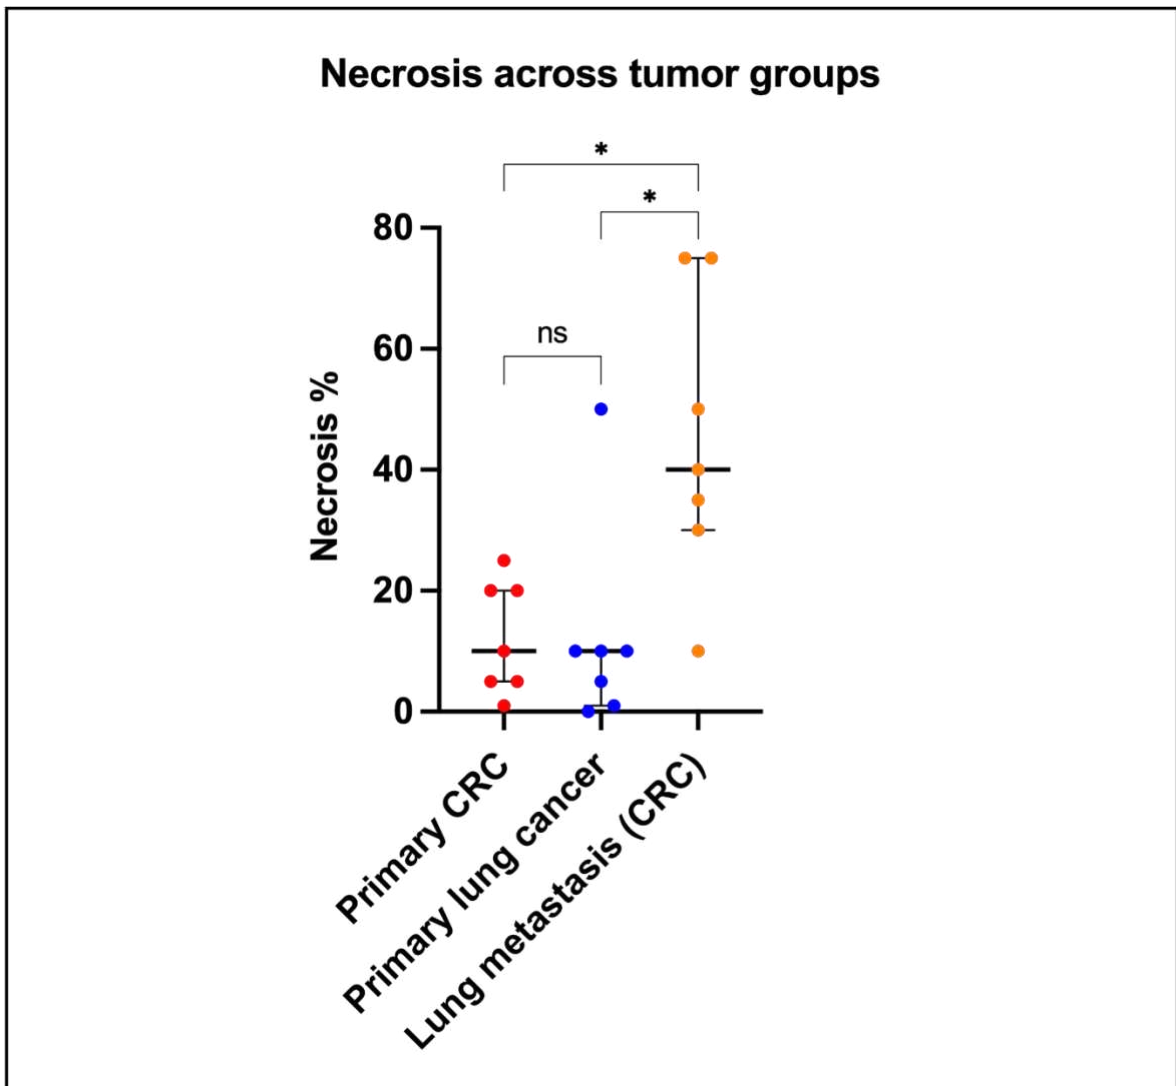 Necrosis across tumor groups
*
*
ns
Necrosis %
80
60
40
20
0
Primary CRC
Primary lung cancer
Lung metastasis (CRC)